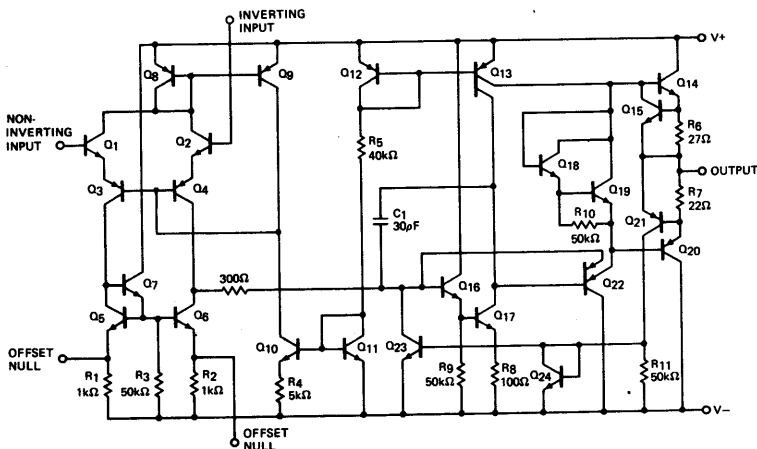 INVERTING
INPUT
V+
Q8
Q9
Q12
Q13
Q14
Q15
NON-
INVERTING
INPUT
Q1
Q2
R5
40kΩ
R6
27Ω
Q18
OUTPUT
Q3
Q4
Q19
R7
22Ω
C1
30pF
R10
50kΩ
Q21
Q20
Q7
300Ω
Q16
Q22
Q5
Q6
Q17
OFFSET
NULL
Q10
Q11
Q23
R1
1kΩ
R3
50kΩ
R2
1kΩ
R4
5kΩ
R9
50kΩ
R8
100Ω
Q24
R11
50kΩ
V−
OFFSET
NULL